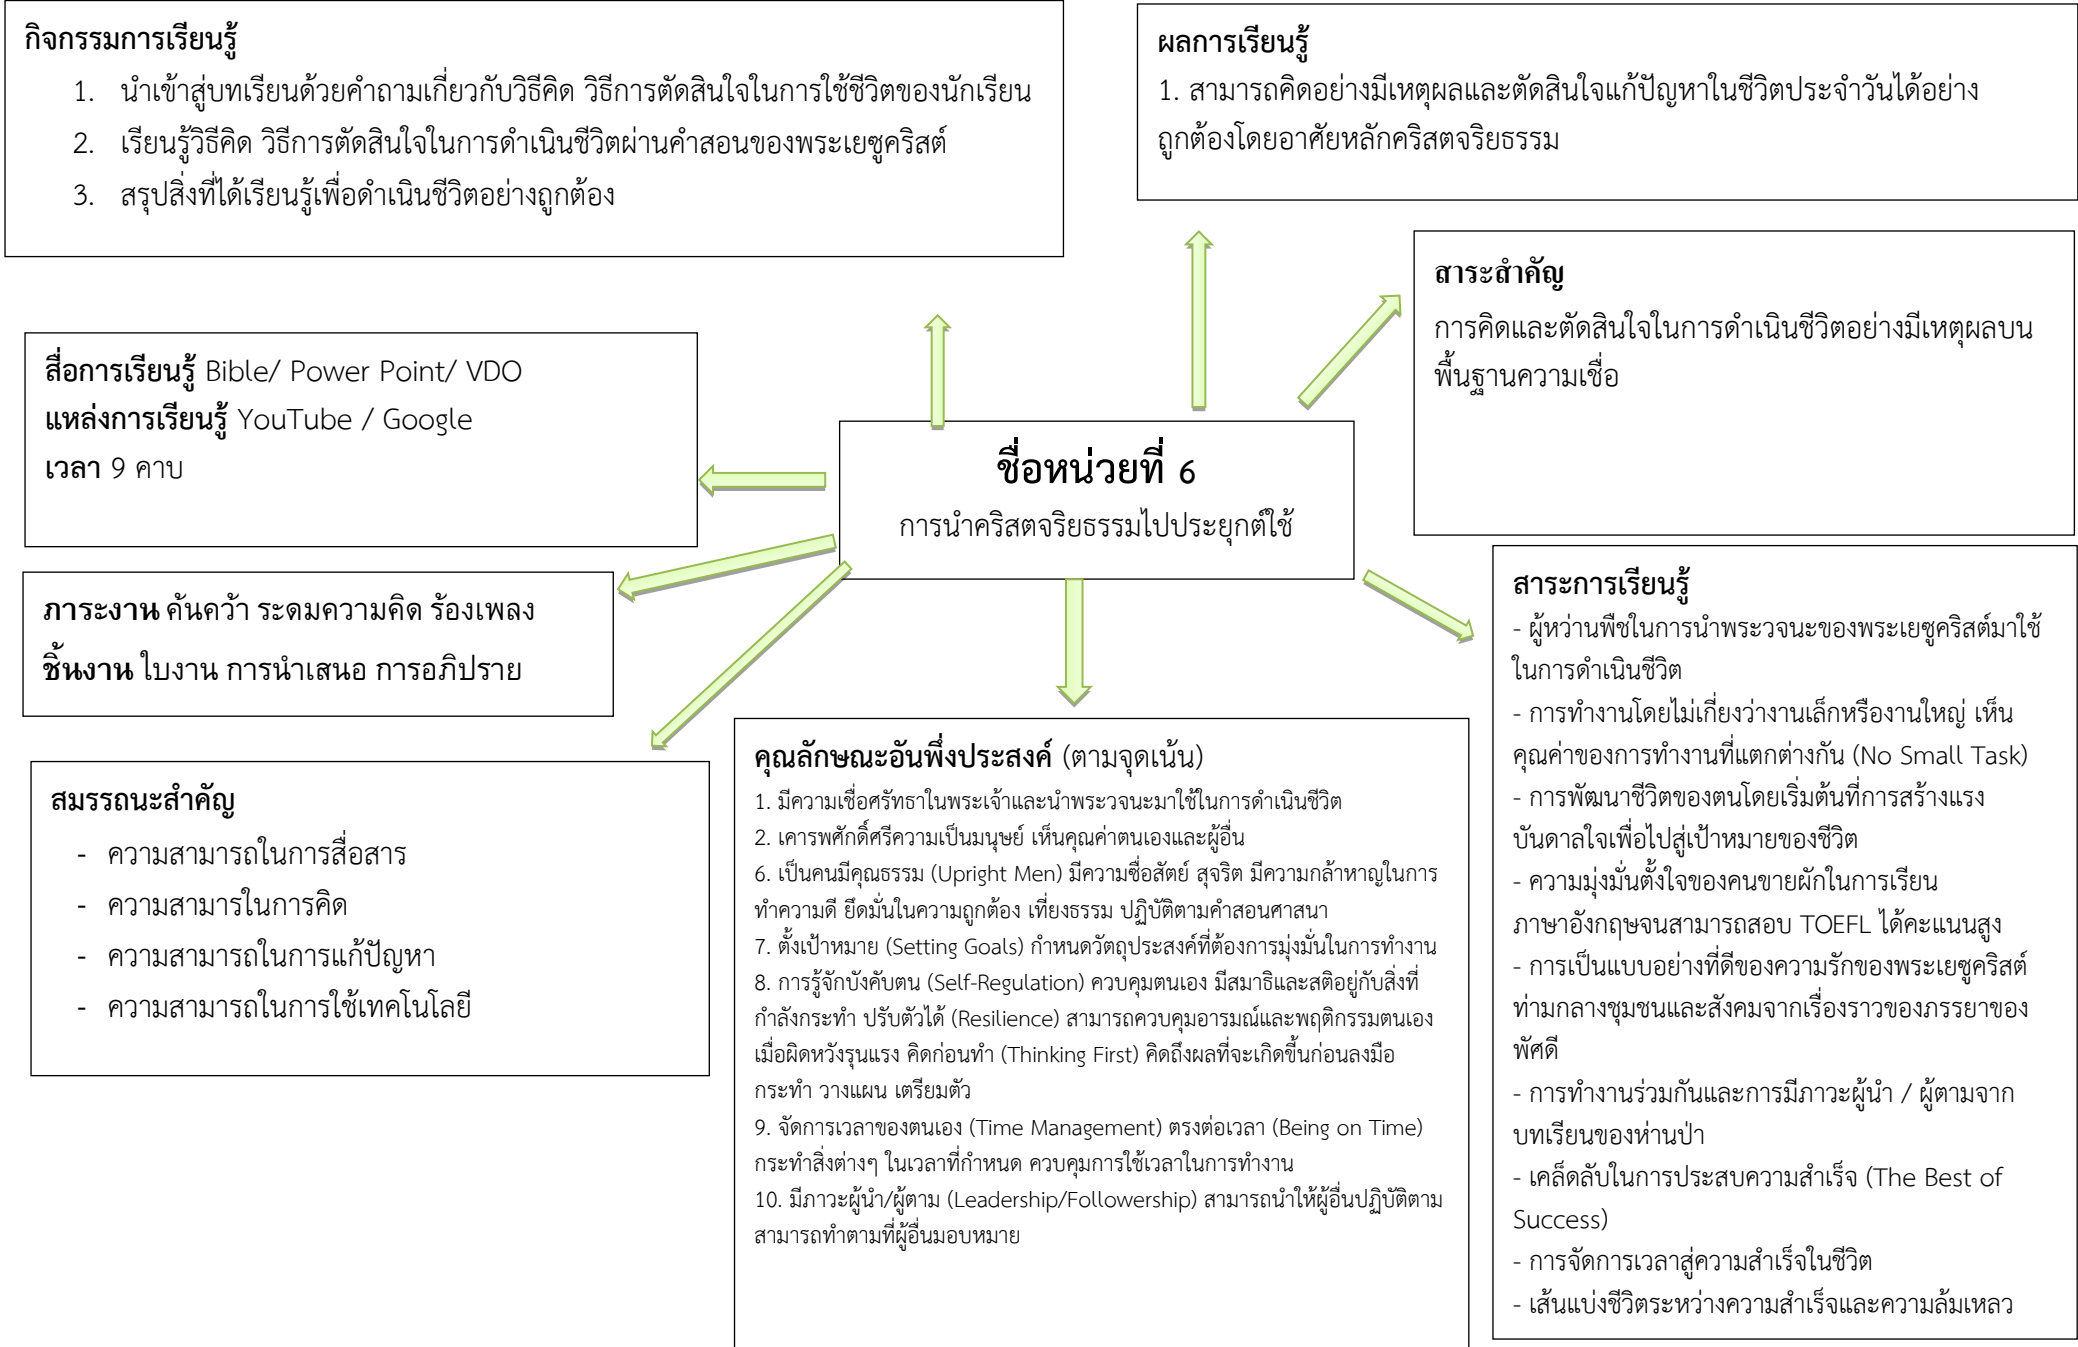 กิจกรรมการเรียนรู้
1. นำเข้าสู่บทเรียนด้วยคำถามเกี่ยวกับวิธีคิด วิธีการตัดสินใจในการใช้ชีวิตของนักเรียน
2. เรียนรู้วิธีคิด วิธีการตัดสินใจในการดำเนินชีวิตผ่านคำสอนของพระเยซูคริสต์
3. สรุปสิ่งที่ได้เรียนรู้เพื่อดำเนินชีวิตอย่างถูกต้อง
ผลการเรียนรู้
1. สามารถคิดอย่างมีเหตุผลและตัดสินใจแก้ปัญหาในชีวิตประจำวันได้อย่าง
ถูกต้องโดยอาศัยหลักคริสตจริยธรรม
สาระสำคัญ
การคิดและตัดสินใจในการดำเนินชีวิตอย่างมีเหตุผลบน
พื้นฐานความเชื่อ
สื่อการเรียนรู้ Bible/ Power Point/ VDO
แหล่งการเรียนรู้ YouTube / Google
เวลา 9 คาบ
ชื่อหน่วยที่ 6
การนำคริสตจริยธรรมไปประยุกต์ใช้
ภาระงาน ค้นคว้า ระดมความคิด ร้องเพลง
ชิ้นงาน ใบงาน การนำเสนอ การอภิปราย
สมรรถนะสำคัญ
- ความสามารถในการสื่อสาร
- ความสามารในการคิด
- ความสามารถในการแก้ปัญหา
- ความสามารถในการใช้เทคโนโลยี
คุณลักษณะอันพึ่งประสงค์ (ตามจุดเน้น)
1. มีความเชื่อศรัทธาในพระเจ้าและนำพระวจนะมาใช้ในการดำเนินชีวิต
2. เคารพศักดิ์ศรีความเป็นมนุษย์ เห็นคุณค่าตนเองและผู้อื่น
6. เป็นคนมีคุณธรรม (Upright Men) มีความซื่อสัตย์ สุจริต มีความกล้าหาญในการ
ทำความดี ยึดมั่นในความถูกต้อง เที่ยงธรรม ปฏิบัติตามคำสอนศาสนา
7. ตั้งเป้าหมาย (Setting Goals) กำหนดวัตถุประสงค์ที่ต้องการมุ่งมั่นในการทำงาน
8. การรู้จักบังคับตน (Self-Regulation) ควบคุมตนเอง มีสมาธิและสติอยู่กับสิ่งที่
กำลังกระทำ ปรับตัวได้ (Resilience) สามารถควบคุมอารมณ์และพฤติกรรมตนเอง
เมื่อผิดหวังรุนแรง คิดก่อนทำ (Thinking First) คิดถึงผลที่จะเกิดขึ้นก่อนลงมือ
กระทำ วางแผน เตรียมตัว
9. จัดการเวลาของตนเอง (Time Management) ตรงต่อเวลา (Being on Time)
กระทำสิ่งต่างๆ ในเวลาที่กำหนด ควบคุมการใช้เวลาในการทำงาน
10. มีภาวะผู้นำ/ผู้ตาม (Leadership/Followership) สามารถนำให้ผู้อื่นปฏิบัติตาม
สามารถทำตามที่ผู้อื่นมอบหมาย
สาระการเรียนรู้
- ผู้หว่านพืชในการนำพระวจนะของพระเยซูคริสต์มาใช้
ในการดำเนินชีวิต
- การทำงานโดยไม่เกี่ยงว่างานเล็กหรืองานใหญ่ เห็น
คุณค่าของการทำงานที่แตกต่างกัน (No Small Task)
- การพัฒนาชีวิตของตนโดยเริ่มต้นที่การสร้างแรง
บันดาลใจเพื่อไปสู่เป้าหมายของชีวิต
- ความมุ่งมั่นตั้งใจของคนขายผักในการเรียน
ภาษาอังกฤษจนสามารถสอบ TOEFL ได้คะแนนสูง
- การเป็นแบบอย่างที่ดีของความรักของพระเยซูคริสต์
ท่ามกลางชุมชนและสังคมจากเรื่องราวของภรรยาของ
พัศดี
- การทำงานร่วมกันและการมีภาวะผู้นำ / ผู้ตามจาก
บทเรียนของห่านป่า
- เคล็ดลับในการประสบความสำเร็จ (The Best of
Success)
- การจัดการเวลาสู่ความสำเร็จในชีวิต
- เส้นแบ่งชีวิตระหว่างความสำเร็จและความล้มเหลว